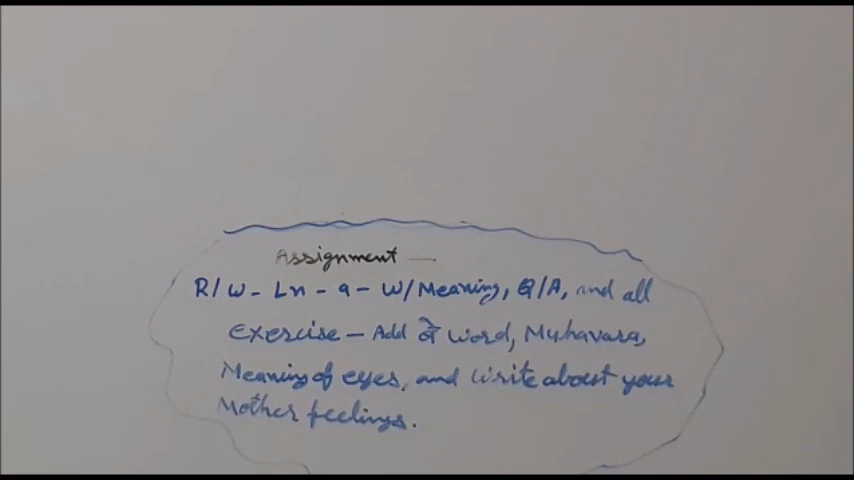 Assignment —
R/W - Ln - 9 - W/Meaning, Q/A, and all
Exercise - Add word, Muhavara,
Meaning of eyes, and write about your
Mother feelings.